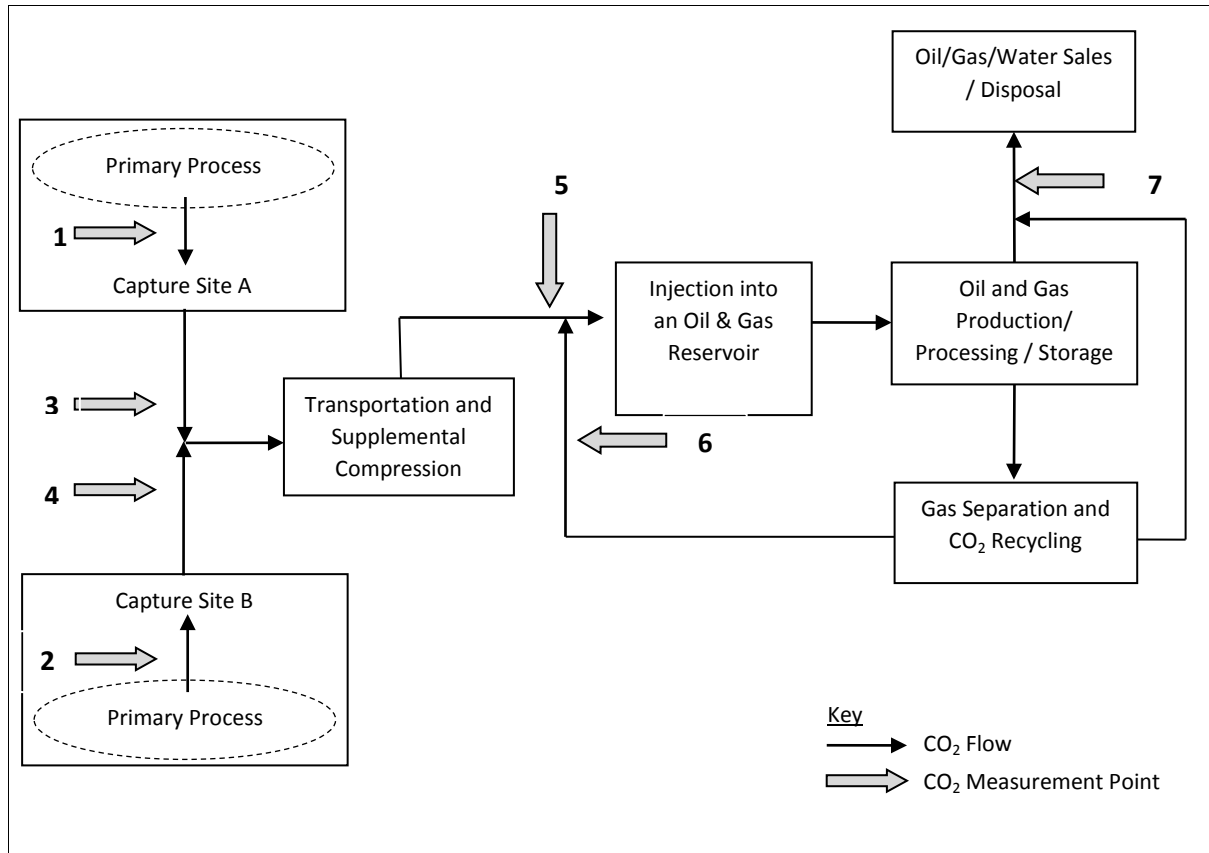 Primary Process
1
Capture Site A
3
4
Capture Site B
2
Primary Process
Transportation and
Supplemental
Compression
5
6
Injection into
an Oil & Gas
Reservoir
Oil/Gas/Water Sales
/ Disposal
7
Oil and Gas
Production/
Processing / Storage
Gas Separation and
CO₂ Recycling
Key
CO₂ Flow
CO₂ Measurement Point